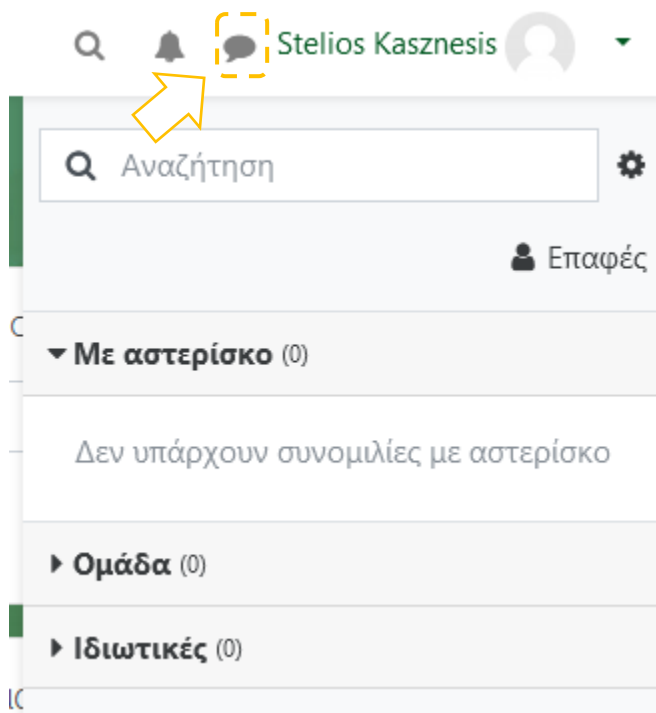 Stelios Kasznesis
Αναζήτηση
Επαφές
Με αστερίσκο (0)
Δεν υπάρχουν συνομιλίες με αστερίσκο
Ομάδα (0)
Ιδιωτικές (0)